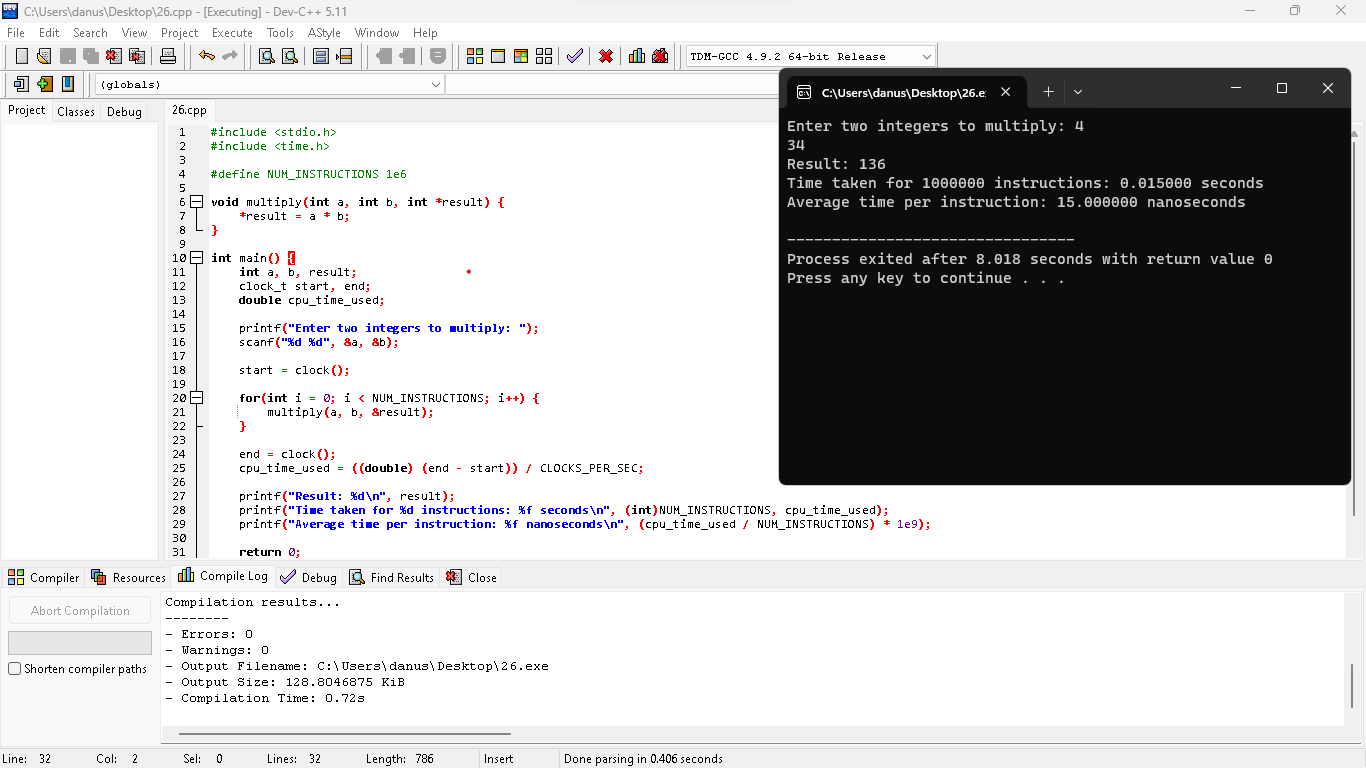 C:\Users\danus\Desktop\26.cpp - [Executing] - Dev-C++ 5.11
File Edit Search View Project Execute Tools AStyle Window Help
TDM-GCC 4.9.2 64-bit Release
(globals)
Project Classes Debug
26.cpp
1 #include <stdio.h>
2 #include <time.h>
3
4 #define NUM_INSTRUCTIONS 1e6
5
6 void multiply(int a, int b, int *result) {
7 *result = a * b;
8 }
9
10 int main() {
11 int a, b, result;
12 clock_t start, end;
13 double cpu_time_used;
14
15 printf("Enter two integers to multiply: ");
16 scanf("%d %d", &a, &b);
17
18 start = clock();
19
20 for(int i = 0; i < NUM_INSTRUCTIONS; i++) {
21 multiply(a, b, &result);
22 }
23
24 end = clock();
25 cpu_time_used = ((double) (end - start)) / CLOCKS_PER_SEC;
26
27 printf("Result: %d\n", result);
28 printf("Time taken for %d instructions: %f seconds\n", (int)NUM_INSTRUCTIONS, cpu_time_used);
29 printf("Average time per instruction: %f nanoseconds\n", (cpu_time_used / NUM_INSTRUCTIONS) * 1e9);
30
31 return 0;
C:\Users\danus\Desktop\26.e
Enter two integers to multiply: 4
34
Result: 136
Time taken for 1000000 instructions: 0.015000 seconds
Average time per instruction: 15.000000 nanoseconds
--------------------------------
Process exited after 8.018 seconds with return value 0
Press any key to continue . . .
Compiler Resources Compile Log Debug Find Results Close
Abort Compilation
Shorten compiler paths
Compilation results...
--------
- Errors: 0
- Warnings: 0
- Output Filename: C:\Users\danus\Desktop\26.exe
- Output Size: 128.8046875 KiB
- Compilation Time: 0.72s
Line: 32 Col: 2 Sel: 0 Lines: 32 Length: 786 Insert Done parsing in 0.406 seconds